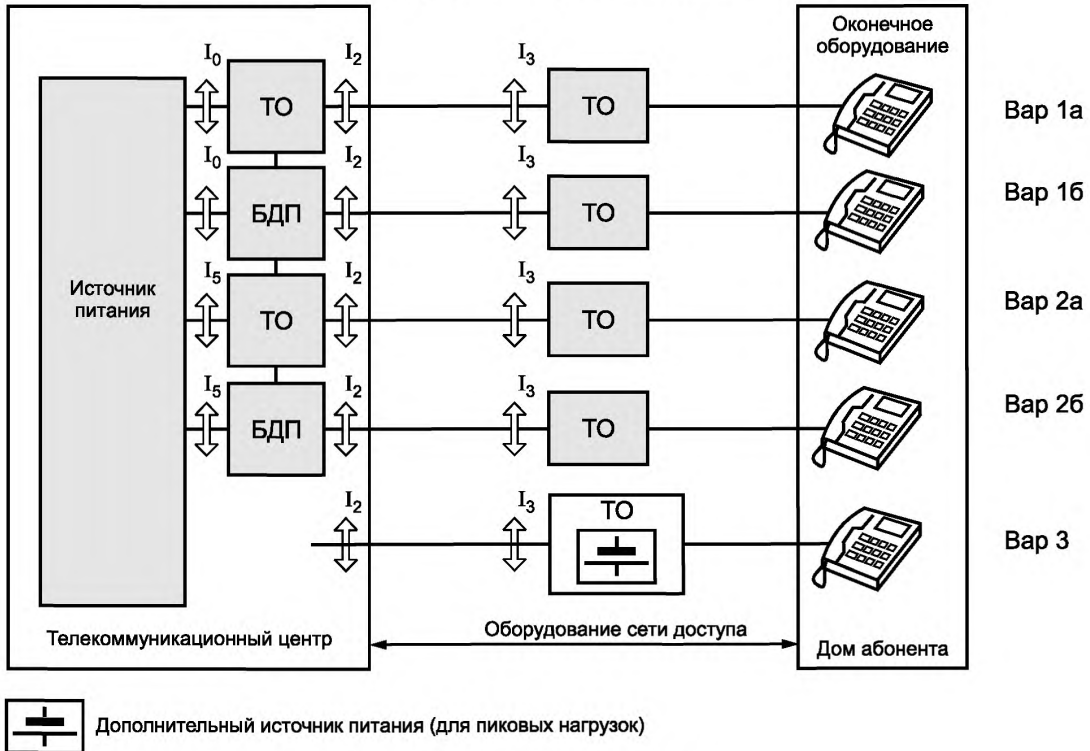 Оконечное
оборудование
I0 I2 I3
ТО ТО Вар 1а
I0 I2 I3
БДП ТО Вар 1б
Источник
питания
I5 I2 I3
ТО ТО Вар 2а
I5 I2 I3
БДП ТО Вар 2б
I2 I3 ТО
Вар 3
Телекоммуникационный центр
Оборудование сети доступа
Дом абонента
Дополнительный источник питания (для пиковых нагрузок)